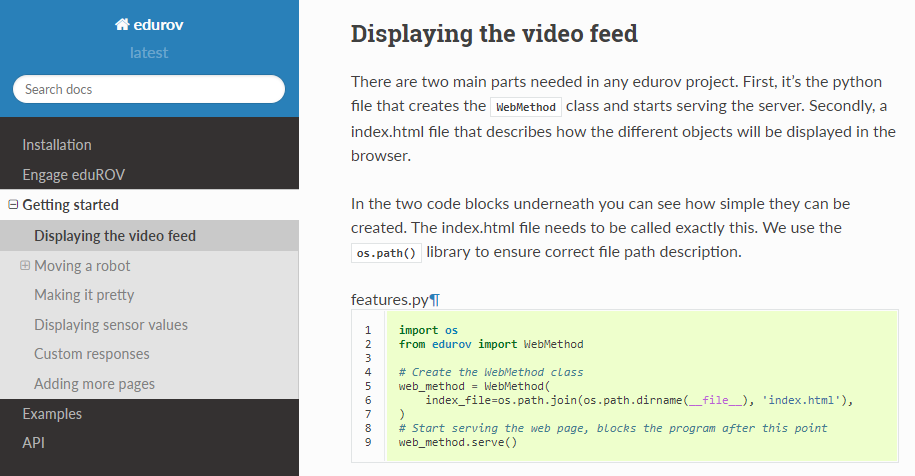 edurov
latest
Search docs
Installation
Engage eduROV
Getting started
Displaying the video feed
Moving a robot
Making it pretty
Displaying sensor values
Custom responses
Adding more pages
Examples
API
Displaying the video feed
There are two main parts needed in any edurov project. First, it’s the python
file that creates the WebMethod class and starts serving the server. Secondly, a
index.html file that describes how the different objects will be displayed in the
browser.
In the two code blocks underneath you can see how simple they can be
created. The index.html file needs to be called exactly this. We use the
os.path() library to ensure correct file path description.
features.py¶
1 import os
2 from edurov import WebMethod
3
4 # Create the WebMethod class
5 web_method = WebMethod(
6     index_file=os.path.join(os.path.dirname(__file__), 'index.html'),
7 )
8 # Start serving the web page, blocks the program after this point
9 web_method.serve()